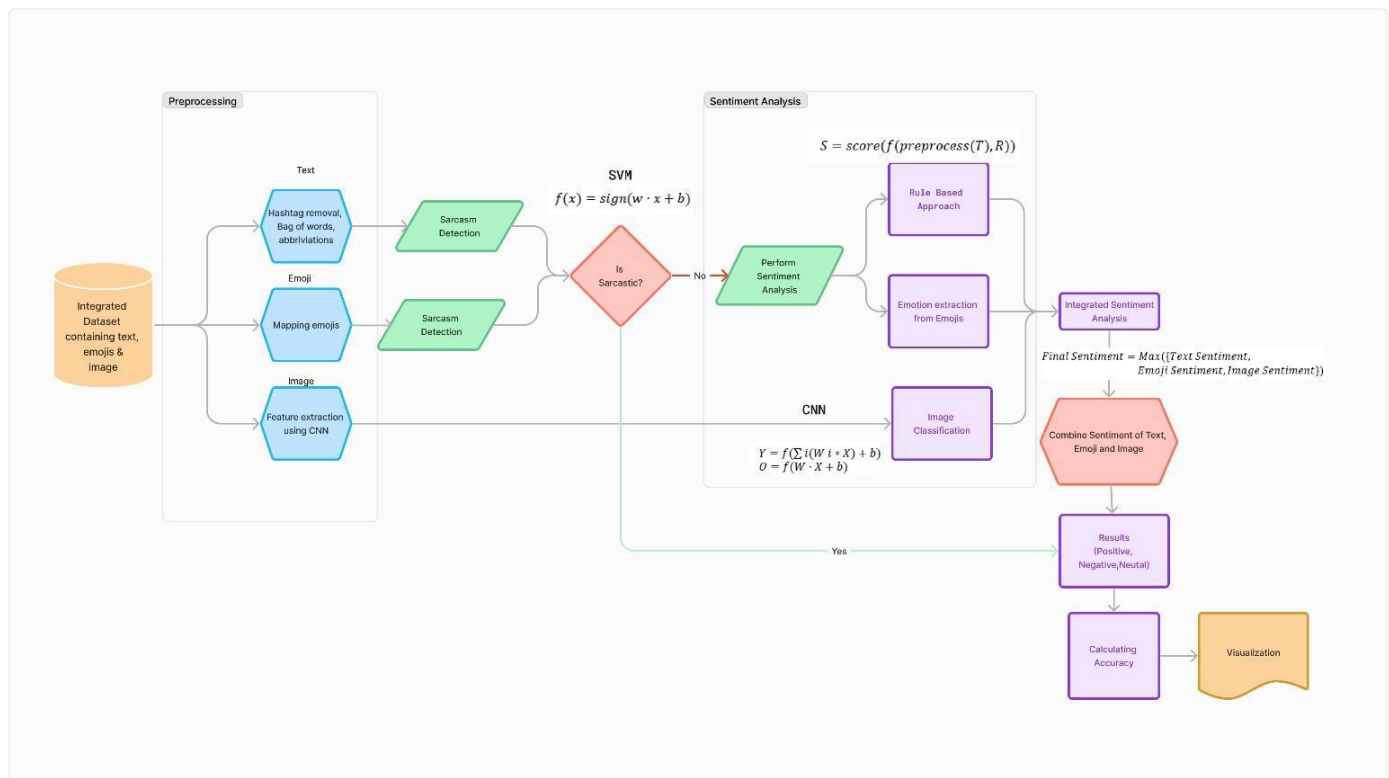 Preprocessing
Sentiment Analysis
Text
Hashtag removal,
Bag of words,
abbriviations
Emoji
Mapping emojis
Image
Feature extraction
using CNN
Integrated
Dataset
containing text,
emojis &
image
Sarcasm
Detection
Sarcasm
Detection
SVM
f(x) = sign(w · x + b)
Is
Sarcastic?
No
Yes
Perform
Sentiment
Analysis
S = score(f(preprocess(T), R))
Rule Based
Approach
Emotion extraction
from Emojis
CNN
Y = f(∑ i(W i * X) + b)
O = f(W · X + b)
Image
Classification
Integrated Sentiment
Analysis
Final Sentiment = Max({Text Sentiment,
Emoji Sentiment, Image Sentiment})
Combine Sentiment of Text,
Emoji and Image
Results
(Positive,
Negative,Neutal)
Calculating
Accuracy
Visualization